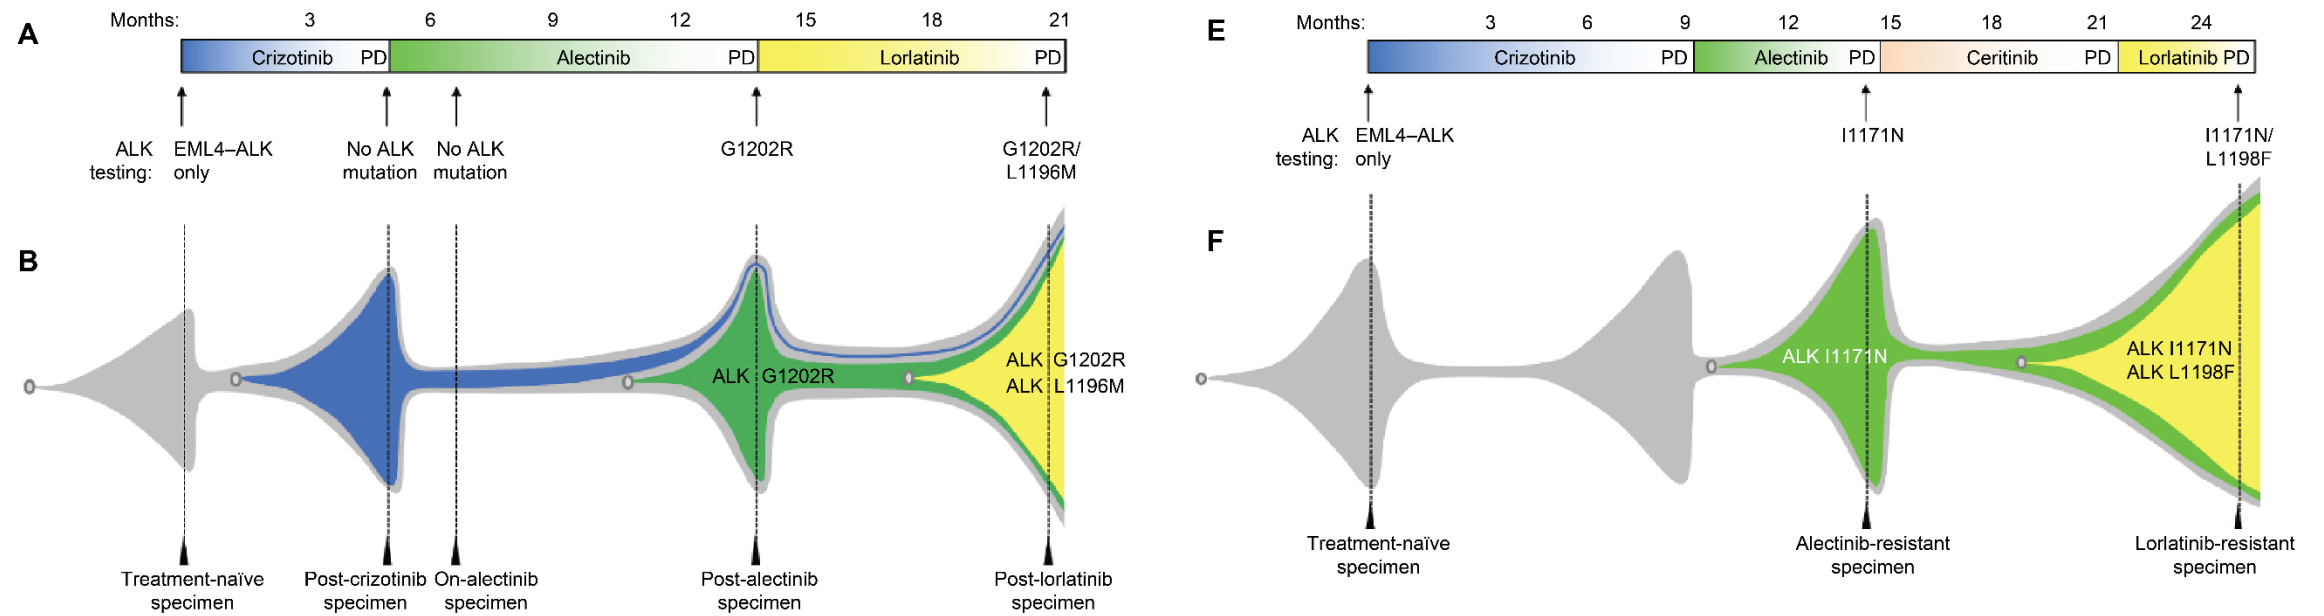 A
Months: 3 6 9 12 15 18 21
Crizotinib PD Alectinib PD Lorlatinib PD
ALK testing:
EML4–ALK only
No ALK mutation
No ALK mutation
G1202R
G1202R/
L1196M
B
ALK G1202R
ALK G1202R
ALK L1196M
Treatment-naïve specimen
Post-crizotinib specimen
On-alectinib specimen
Post-alectinib specimen
Post-lorlatinib specimen
E
Months: 3 6 9 12 15 18 21 24
Crizotinib PD Alectinib PD Ceritinib PD Lorlatinib PD
ALK testing:
EML4–ALK only
I1171N
I1171N/
L1198F
F
ALK I1171N
ALK I1171N
ALK L1198F
Treatment-naïve specimen
Alectinib-resistant specimen
Lorlatinib-resistant specimen